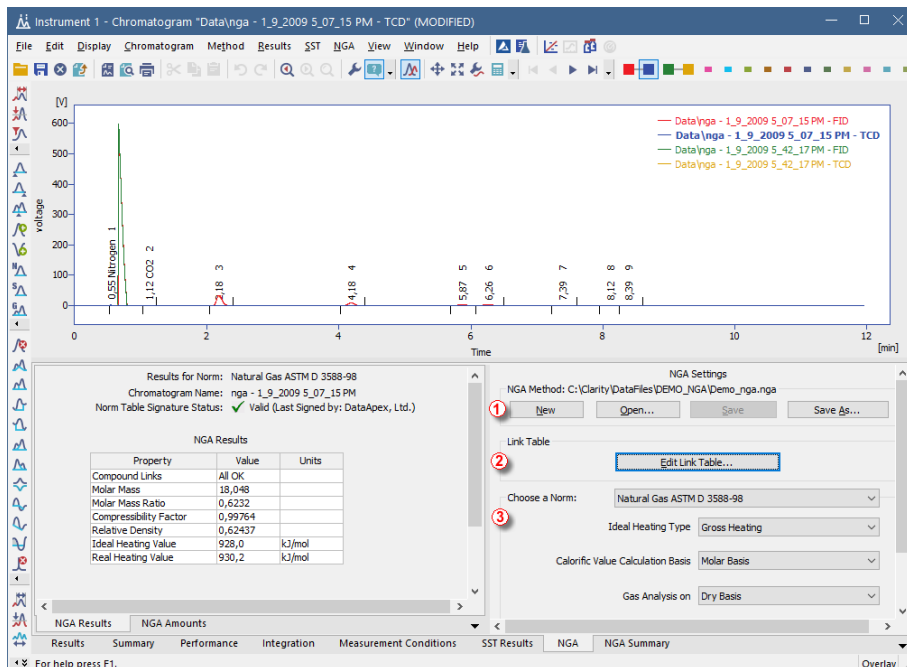 Instrument 1 - Chromatogram "Data\nga - 1_9_2009 5_07_15 PM - TCD" (MODIFIED)
File Edit Display Chromatogram Method Results SST NGA View Window Help
[V]
600
500
400
300
200
100
0
voltage
0,55 Nitrogen 1
1,12 CO2 2
2,18 3
4,18 4
5,87 5
6,26 6
7,39 7
8,12 8
8,39 9
Data\nga - 1_9_2009 5_07_15 PM - FID
Data\nga - 1_9_2009 5_07_15 PM - TCD
Data\nga - 1_9_2009 5_42_17 PM - FID
Data\nga - 1_9_2009 5_42_17 PM - TCD
0 2 4 6 8 10 12
Time [min]
Results for Norm: Natural Gas ASTM D 3588-98
Chromatogram Name: nga - 1_9_2009 5_07_15 PM
Norm Table Signature Status: Valid (Last Signed by: DataApex, Ltd.)
NGA Results
Property Value Units
Compound Links All OK
Molar Mass 18,048
Molar Mass Ratio 0,6232
Compressibility Factor 0,99764
Relative Density 0,62437
Ideal Heating Value 928,0 kJ/mol
Real Heating Value 930,2 kJ/mol
NGA Results NGA Amounts
NGA Settings
NGA Method: C:\Clarity\DataFiles\DEMO_NGA\Demo_nga.nga
1 New Open... Save Save As...
Link Table
2 Edit Link Table...
Choose a Norm: Natural Gas ASTM D 3588-98
3
Ideal Heating Type Gross Heating
Calorific Value Calculation Basis Molar Basis
Gas Analysis on Dry Basis
Results Summary Performance Integration Measurement Conditions SST Results NGA NGA Summary
For help press F1. Overlay